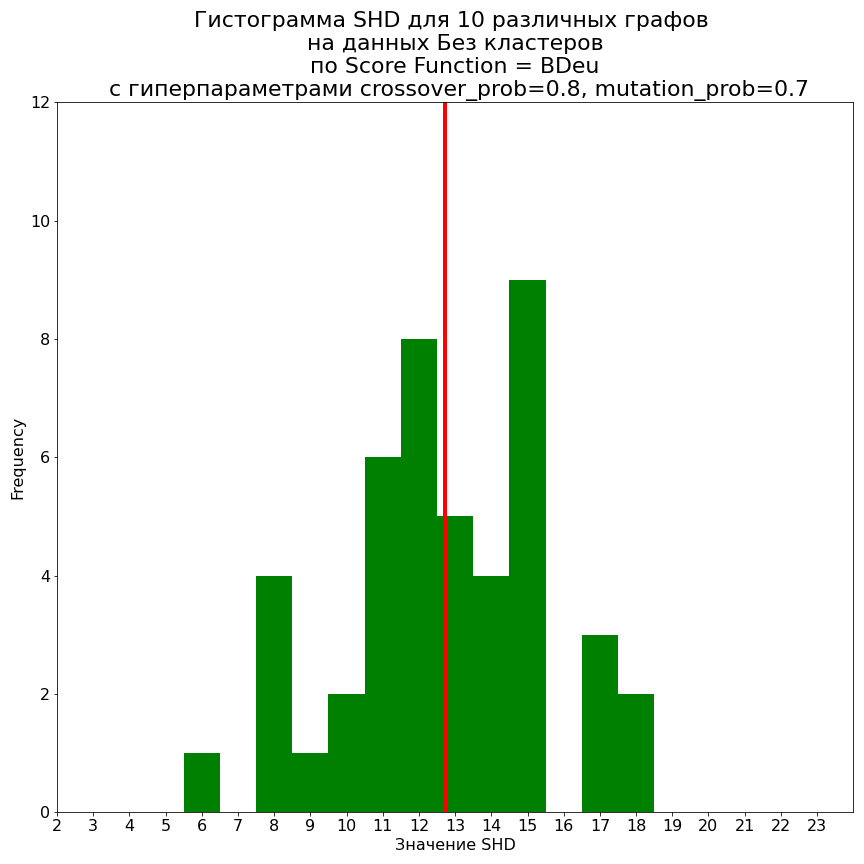 Гистограмма SHD для 10 различных графов
на данных Без кластеров
по Score Function = BDeu
с гиперпараметрами crossover_prob=0.8, mutation_prob=0.7
12
10
8
6
4
2
0
Frequency
2 3 4 5 6 7 8 9 10 11 12 13 14 15 16 17 18 19 20 21 22 23
Значение SHD